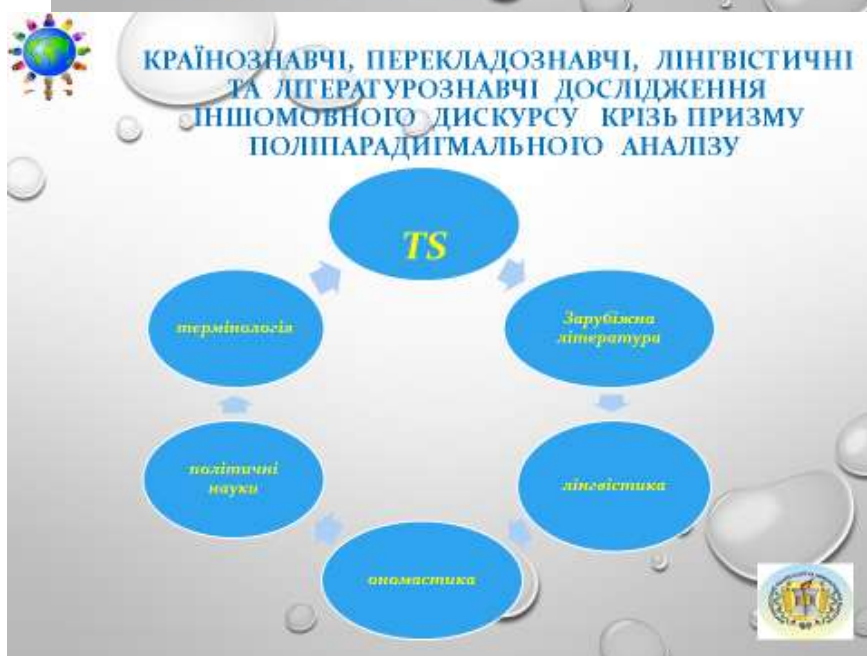 КРАЇНОЗНАВЧІ, ПЕРЕКЛАДОЗНАВЧІ, ЛІНГВІСТИЧНІ
ТА ЛІТЕРАТУРОЗНАВЧІ ДОСЛІДЖЕННЯ
ІНШОМОВНОГО ДИСКУРСУ КРІЗЬ ПРИЗМУ
ПОЛІПАРАДИГМАЛЬНОГО АНАЛІЗУ
TS
Зарубіжна
література
лінгвістика
ономастика
політичні
науки
термінологія